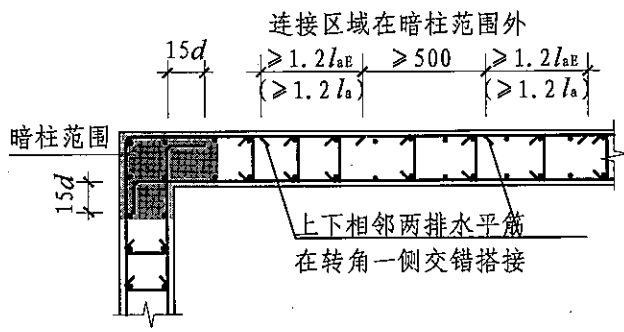 连接区域在暗柱范围外
15d
≥1.2laE
≥500
≥1.2laE
(≥1.2la)
(≥1.2la)
暗柱范围
15d
上下相邻两排水平筋
在转角一侧交错搭接